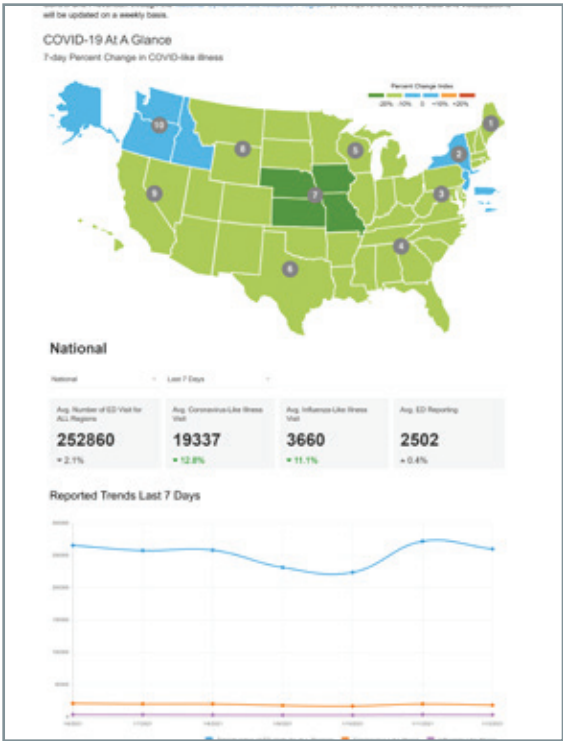 will be updated on a weekly basis.
COVID-19 At A Glance
7-day Percent Change in COVID-like illness
Percent Change Index
-20% -10% 0 +10% +20%
10
1
2
8
5
7
3
9
4
6
National
National
Last 7 Days
Avg. Number of ED Visit for
ALL Regions
252860
2.1%
Avg. Coronavirus-Like Illness
Visit
19337
12.8%
Avg. Influenza-Like Illness
Visit
3660
11.1%
Avg. ED Reporting
2502
0.4%
Reported Trends Last 7 Days